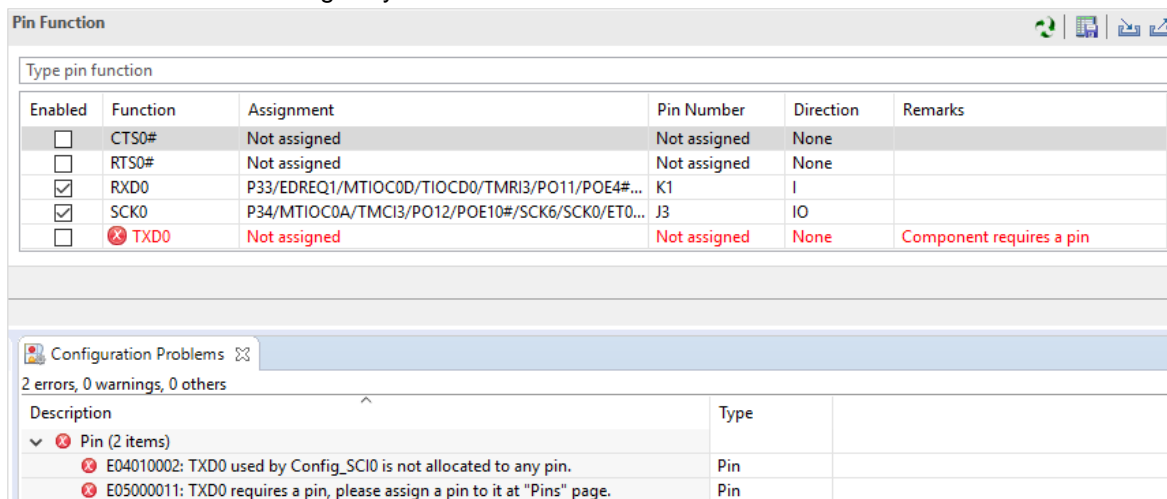 Pin Function
Type pin function
Enabled Function Assignment Pin Number Direction Remarks
CTS0# Not assigned Not assigned None
RTS0# Not assigned Not assigned None
RXD0 P33/EDREQ1/MTIOC0D/TIOCD0/TMRI3/PO11/POE4#... K1 I
SCK0 P34/MTIOC0A/TMCI3/PO12/POE10#/SCK6/SCK0/ET0... J3 IO
TXD0 Not assigned Not assigned None Component requires a pin
Configuration Problems
2 errors, 0 warnings, 0 others
Description Type
Pin (2 items)
E04010002: TXD0 used by Config_SCI0 is not allocated to any pin. Pin
E05000011: TXD0 requires a pin, please assign a pin to it at "Pins" page. Pin